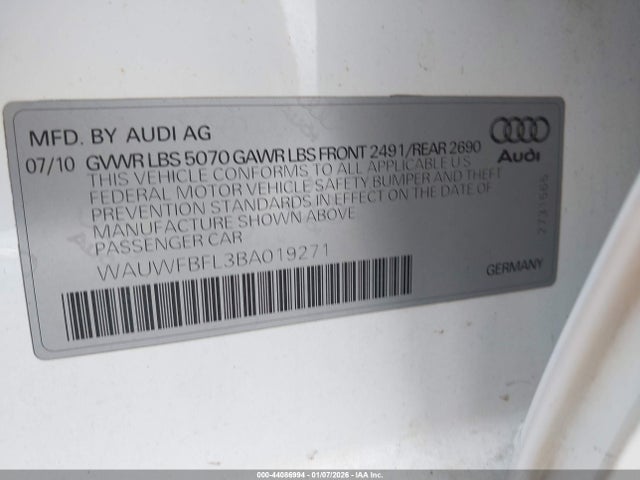 MFD. BY AUDI AG
07/10 GVWR LBS 5070 GAWR LBS FRONT 2491/REAR 2690
THIS VEHICLE CONFORMS TO ALL APPLICABLE U.S.
FEDERAL MOTOR VEHICLE SAFETY BUMPER AND THEFT
PREVENTION STANDARDS IN EFFECT ON THE DATE OF
MANUFACTURE SHOWN ABOVE
PASSENGER CAR
WAUWFBFL3BA019271
Audi
2731565
GERMANY
000-44086994 - 01/07/2026 - IAA Inc.